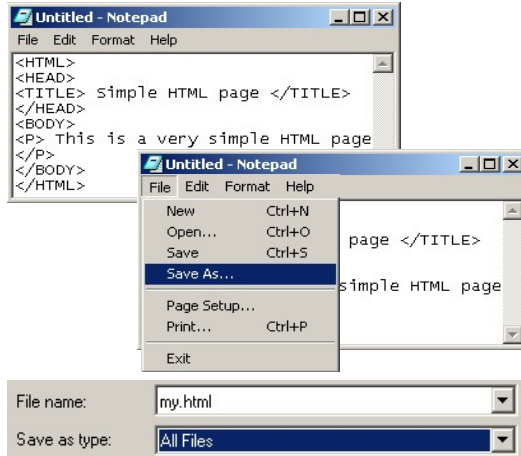 Untitled - Notepad
File Edit Format Help
<HTML>
<HEAD>
<TITLE> Simple HTML page </TITLE>
</HEAD>
<BODY>
<P> This is a very simple HTML page
</P>
</BODY>
</HTML>
Untitled - Notepad
File Edit Format Help
New Ctrl+N
Open... Ctrl+O
Save Ctrl+S
Save As...
Page Setup...
Print... Ctrl+P
Exit
page </TITLE>
simple HTML page
File name: my.html
Save as type: All Files